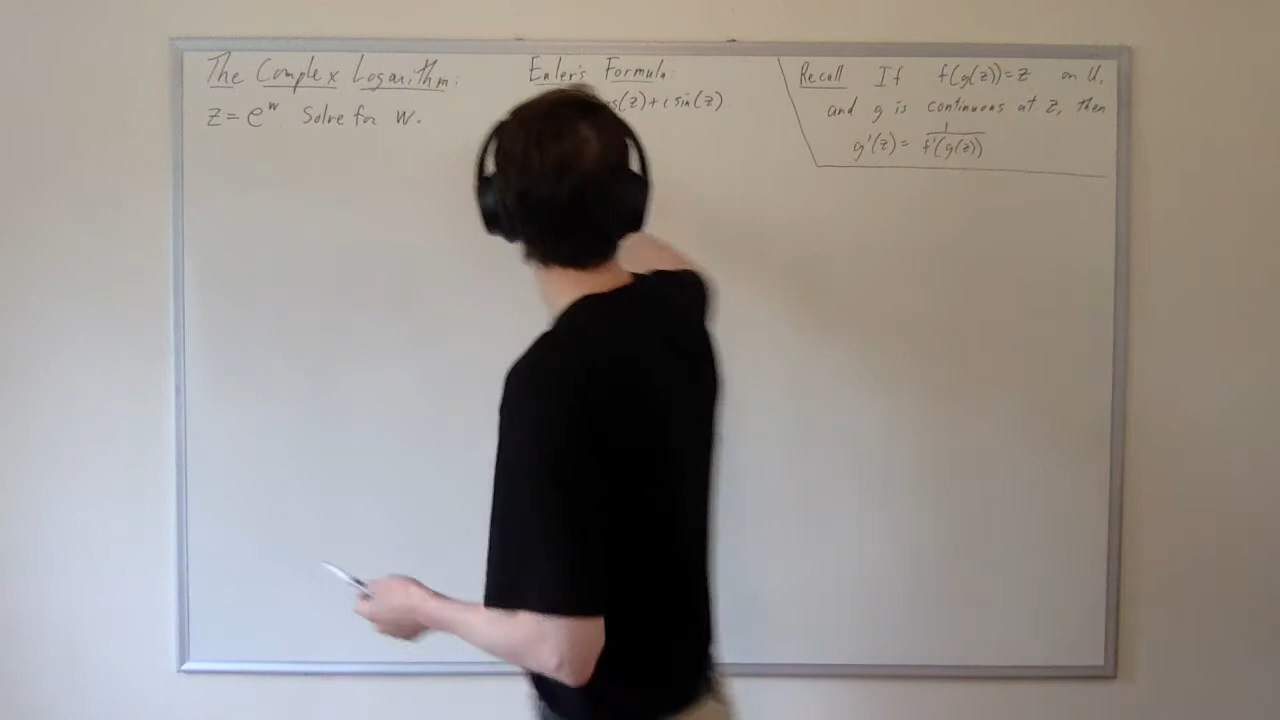 The Complex Logarithm:
z = e^w Solve for w.
Euler's Formula:
s(z) + i sin(z)
Recall If f(g(z)) = z on U,
and g is continuous at z, then
g'(z) = 1/f'(g(z))